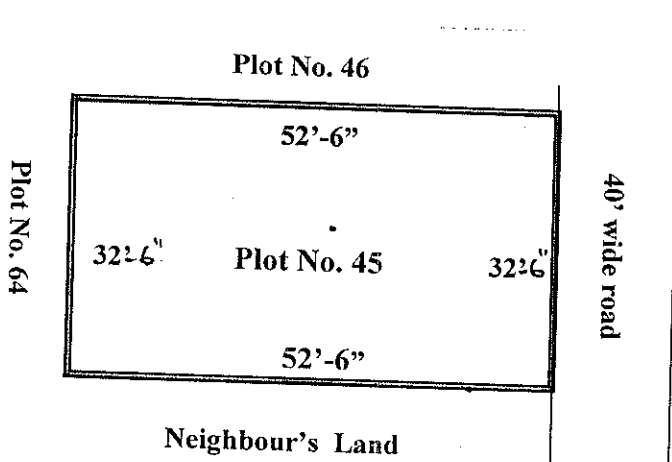 Plot No. 46
52’-6”
Plot No. 64
32'-6"
Plot No. 45
32'-6"
40’ wide road
52’-6”
Neighbour’s Land